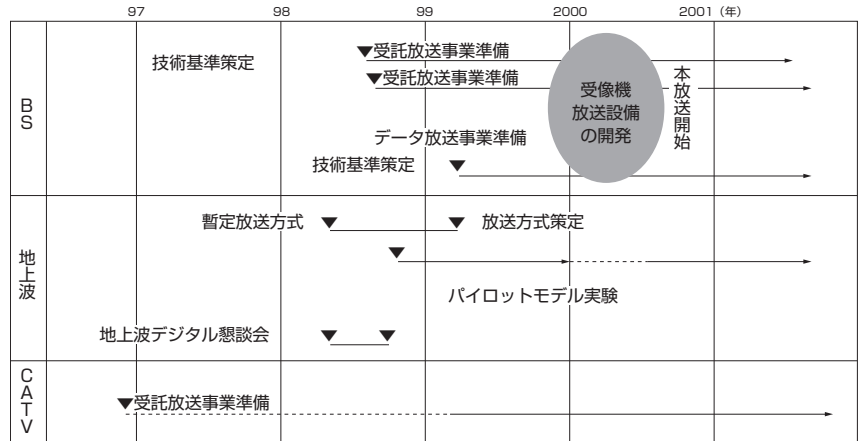 97 98 99 2000 2001（年）
BS
技術基準策定
▼受託放送事業準備
▼受託放送事業準備
受像機
放送設備
の開発
本放送開始
データ放送事業準備
技術基準策定 ▼
地上波
暫定放送方式 ▼ ▼ 放送方式策定
▼
パイロットモデル実験
地上波デジタル懇談会 ▼ ▼
CATV
▼受託放送事業準備